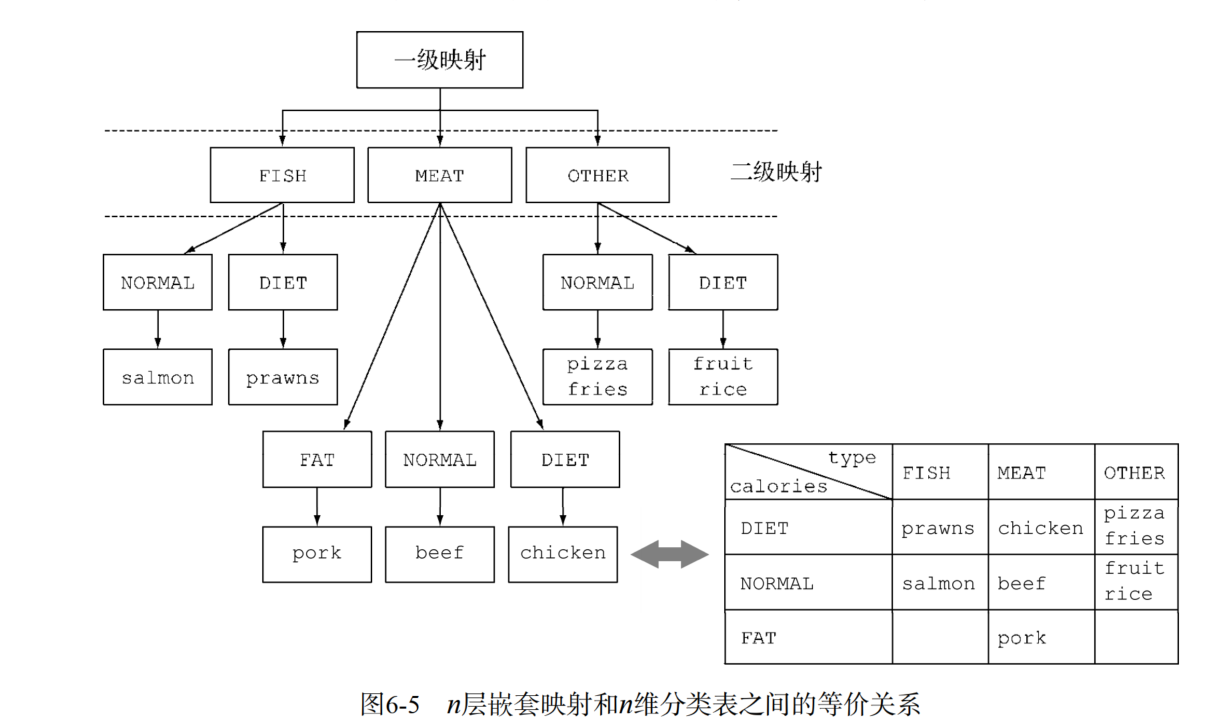 一级映射
FISH
MEAT
OTHER
二级映射
NORMAL
DIET
NORMAL
DIET
salmon
prawns
pizza
fries
fruit
rice
FAT
NORMAL
DIET
pork
beef
chicken
type
calories
FISH
MEAT
OTHER
DIET
prawns
chicken
pizza
fries
NORMAL
salmon
beef
fruit
rice
FAT
pork
图6-5 n层嵌套映射和n维分类表之间的等价关系